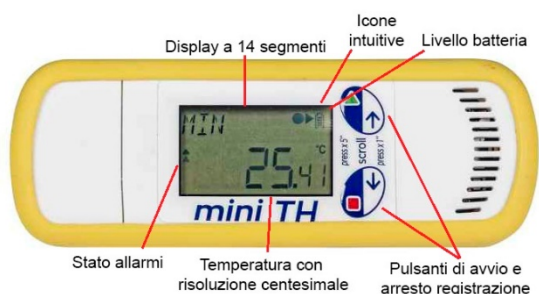 Icone
intuitive
Display a 14 segmenti
Livello batteria
MIN
°C
25.41
press x 5"
scroll
press x 1"
mini TH
Stato allarmi
Temperatura con
risoluzione centesimale
Pulsanti di avvio e
arresto registrazione